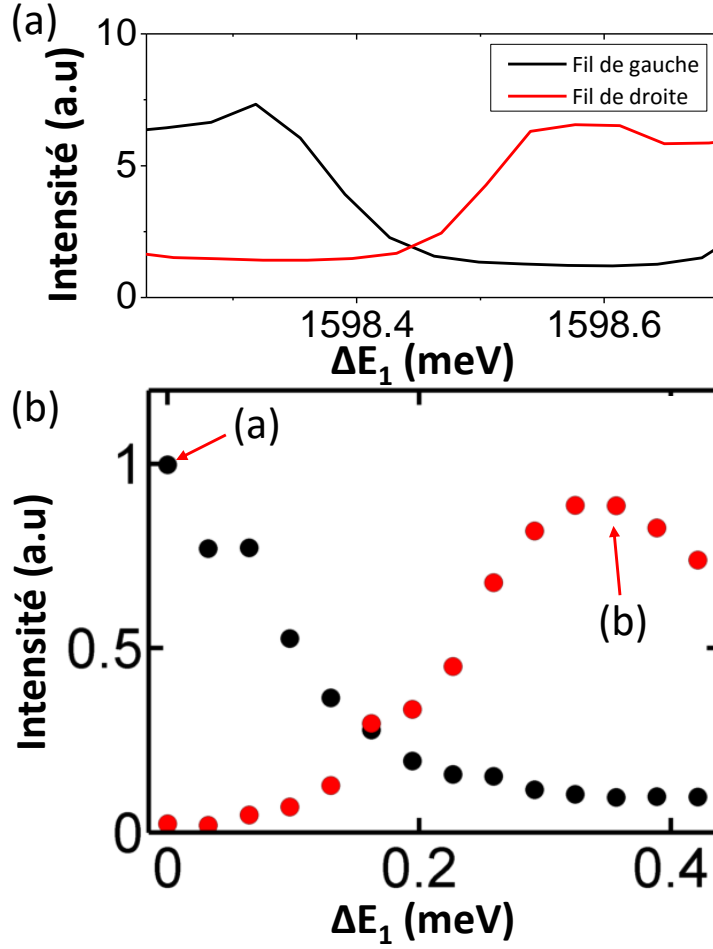 (a)
10
5
0
Intensité (a.u)
Fil de gauche
Fil de droite
1598.4 1598.6
ΔE₁ (meV)
(b)
(a)
1
0.5
0
Intensité (a.u)
(b)
0 0.2 0.4
ΔE₁ (meV)